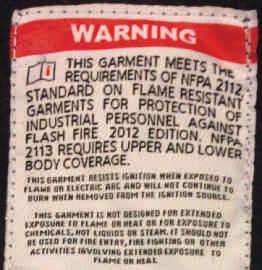 WARNING
THIS GARMENT MEETS THE
REQUIREMENTS OF NFPA 2112
STANDARD ON FLAME RESISTANT
GARMENTS FOR PROTECTION OF
INDUSTRIAL PERSONNEL AGAINST
FLASH FIRE 2012 EDITION. NFPA
2113 REQUIRES UPPER AND LOWER
BODY COVERAGE.
THIS GARMENT RESISTS IGNITION WHEN EXPOSED TO
FLAME OR ELECTRIC ARC AND WILL NOT CONTINUE TO
BURN WHEN REMOVED FROM THE IGNITION SOURCE.
THIS GARMENT IS NOT DESIGNED FOR EXTENDED
EXPOSURE TO FLAME OR HEAT OR FOR EXPOSURE TO
CHEMICALS, HOT LIQUIDS OR STEAM. IT SHOULD NOT
BE USED FOR FIRE ENTRY, FIRE FIGHTING OR OTHER
ACTIVITIES INVOLVING EXTENDED EXPOSURE TO
FLAME OR HEAT.